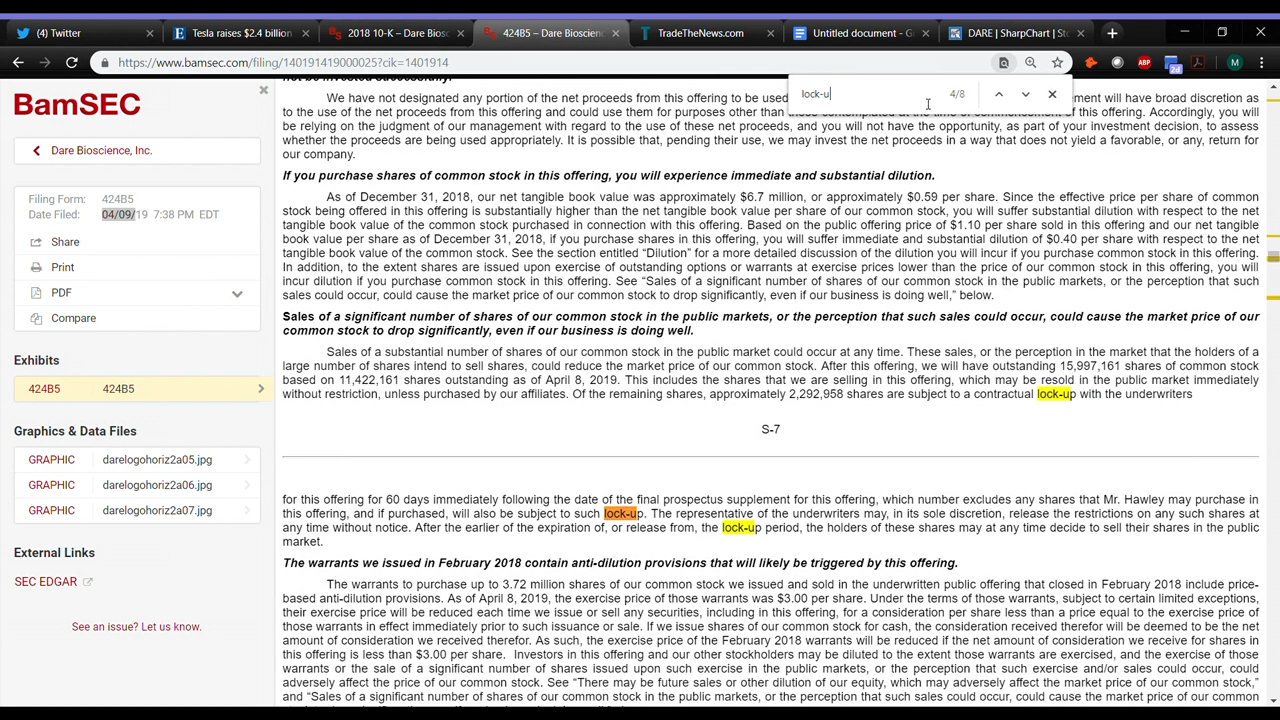 (4) Twitter
Tesla raises $2.4 billion
2018 10-K – Dare Biosc
424B5 – Dare Bioscienc
TradeTheNews.com
Untitled document - G
DARE | SharpChart | St
https://www.bamsec.com/filing/140191419000025?cik=1401914
ABP
2d
M
lock-u
4/8
BamSEC
Dare Bioscience, Inc.
Filing Form: 424B5
Date Filed: 04/09/19 7:38 PM EDT
Share
Print
PDF
Compare
Exhibits
424B5 424B5
Graphics & Data Files
GRAPHIC darelogohoriz2a05.jpg
GRAPHIC darelogohoriz2a06.jpg
GRAPHIC darelogohoriz2a07.jpg
External Links
SEC EDGAR
See an issue? Let us know.
not be invested successfully.
We have not designated any portion of the net proceeds from this offering to be used ement will have broad discretion as
to the use of the net proceeds from this offering and could use them for purposes other than those contemplated at the time of commencement of this offering. Accordingly, you will
be relying on the judgment of our management with regard to the use of these net proceeds, and you will not have the opportunity, as part of your investment decision, to assess
whether the proceeds are being used appropriately. It is possible that, pending their use, we may invest the net proceeds in a way that does not yield a favorable, or any, return for
our company.
If you purchase shares of common stock in this offering, you will experience immediate and substantial dilution.
As of December 31, 2018, our net tangible book value was approximately $6.7 million, or approximately $0.59 per share. Since the effective price per share of common
stock being offered in this offering is substantially higher than the net tangible book value per share of our common stock, you will suffer substantial dilution with respect to the net
tangible book value of the common stock purchased in connection with this offering. Based on the public offering price of $1.10 per share sold in this offering and our net tangible
book value per share as of December 31, 2018, if you purchase shares in this offering, you will suffer immediate and substantial dilution of $0.40 per share with respect to the net
tangible book value of the common stock. See the section entitled “Dilution” for a more detailed discussion of the dilution you will incur if you purchase common stock in this offering.
In addition, to the extent shares are issued upon exercise of outstanding options or warrants at exercise prices lower than the price of our common stock in this offering, you will
incur dilution if you purchase common stock in this offering. See “Sales of a significant number of shares of our common stock in the public markets, or the perception that such
sales could occur, could cause the market price of our common stock to drop significantly, even if our business is doing well,” below.
Sales of a significant number of shares of our common stock in the public markets, or the perception that such sales could occur, could cause the market price of our
common stock to drop significantly, even if our business is doing well.
Sales of a substantial number of shares of our common stock in the public market could occur at any time. These sales, or the perception in the market that the holders of a
large number of shares intend to sell shares, could reduce the market price of our common stock. After this offering, we will have outstanding 15,997,161 shares of common stock
based on 11,422,161 shares outstanding as of April 8, 2019. This includes the shares that we are selling in this offering, which may be resold in the public market immediately
without restriction, unless purchased by our affiliates. Of the remaining shares, approximately 2,292,958 shares are subject to a contractual lock-up with the underwriters
S-7
for this offering for 60 days immediately following the date of the final prospectus supplement for this offering, which number excludes any shares that Mr. Hawley may purchase in
this offering, and if purchased, will also be subject to such lock-up. The representative of the underwriters may, in its sole discretion, release the restrictions on any such shares at
any time without notice. After the earlier of the expiration of, or release from, the lock-up period, the holders of these shares may at any time decide to sell their shares in the public
market.
The warrants we issued in February 2018 contain anti-dilution provisions that will likely be triggered by this offering.
The warrants to purchase up to 3.72 million shares of our common stock we issued and sold in the underwritten public offering that closed in February 2018 include price-
based anti-dilution provisions. As of April 8, 2019, the exercise price of those warrants was $3.00 per share. Under the terms of those warrants, subject to certain limited exceptions,
their exercise price will be reduced each time we issue or sell any securities, including in this offering, for a consideration per share less than a price equal to the exercise price of
those warrants in effect immediately prior to such issuance or sale. If we issue shares of our common stock for cash, the consideration received therefor will be deemed to be the net
amount of consideration we received therefor. As such, the exercise price of the February 2018 warrants will be reduced if the net amount of consideration we receive for shares in
this offering is less than $3.00 per share. Investors in this offering and our other stockholders may be diluted to the extent those warrants are exercised, and the exercise of those
warrants or the sale of a significant number of shares issued upon such exercise in the public markets, or the perception that such exercise and/or sales could occur, could
adversely affect the market price of our common stock. See “There may be future sales or other dilution of our equity, which may adversely affect the market price of our common stock,”
and “Sales of a significant number of shares of our common stock in the public markets, or the perception that such sales could occur, could cause the market price of our common